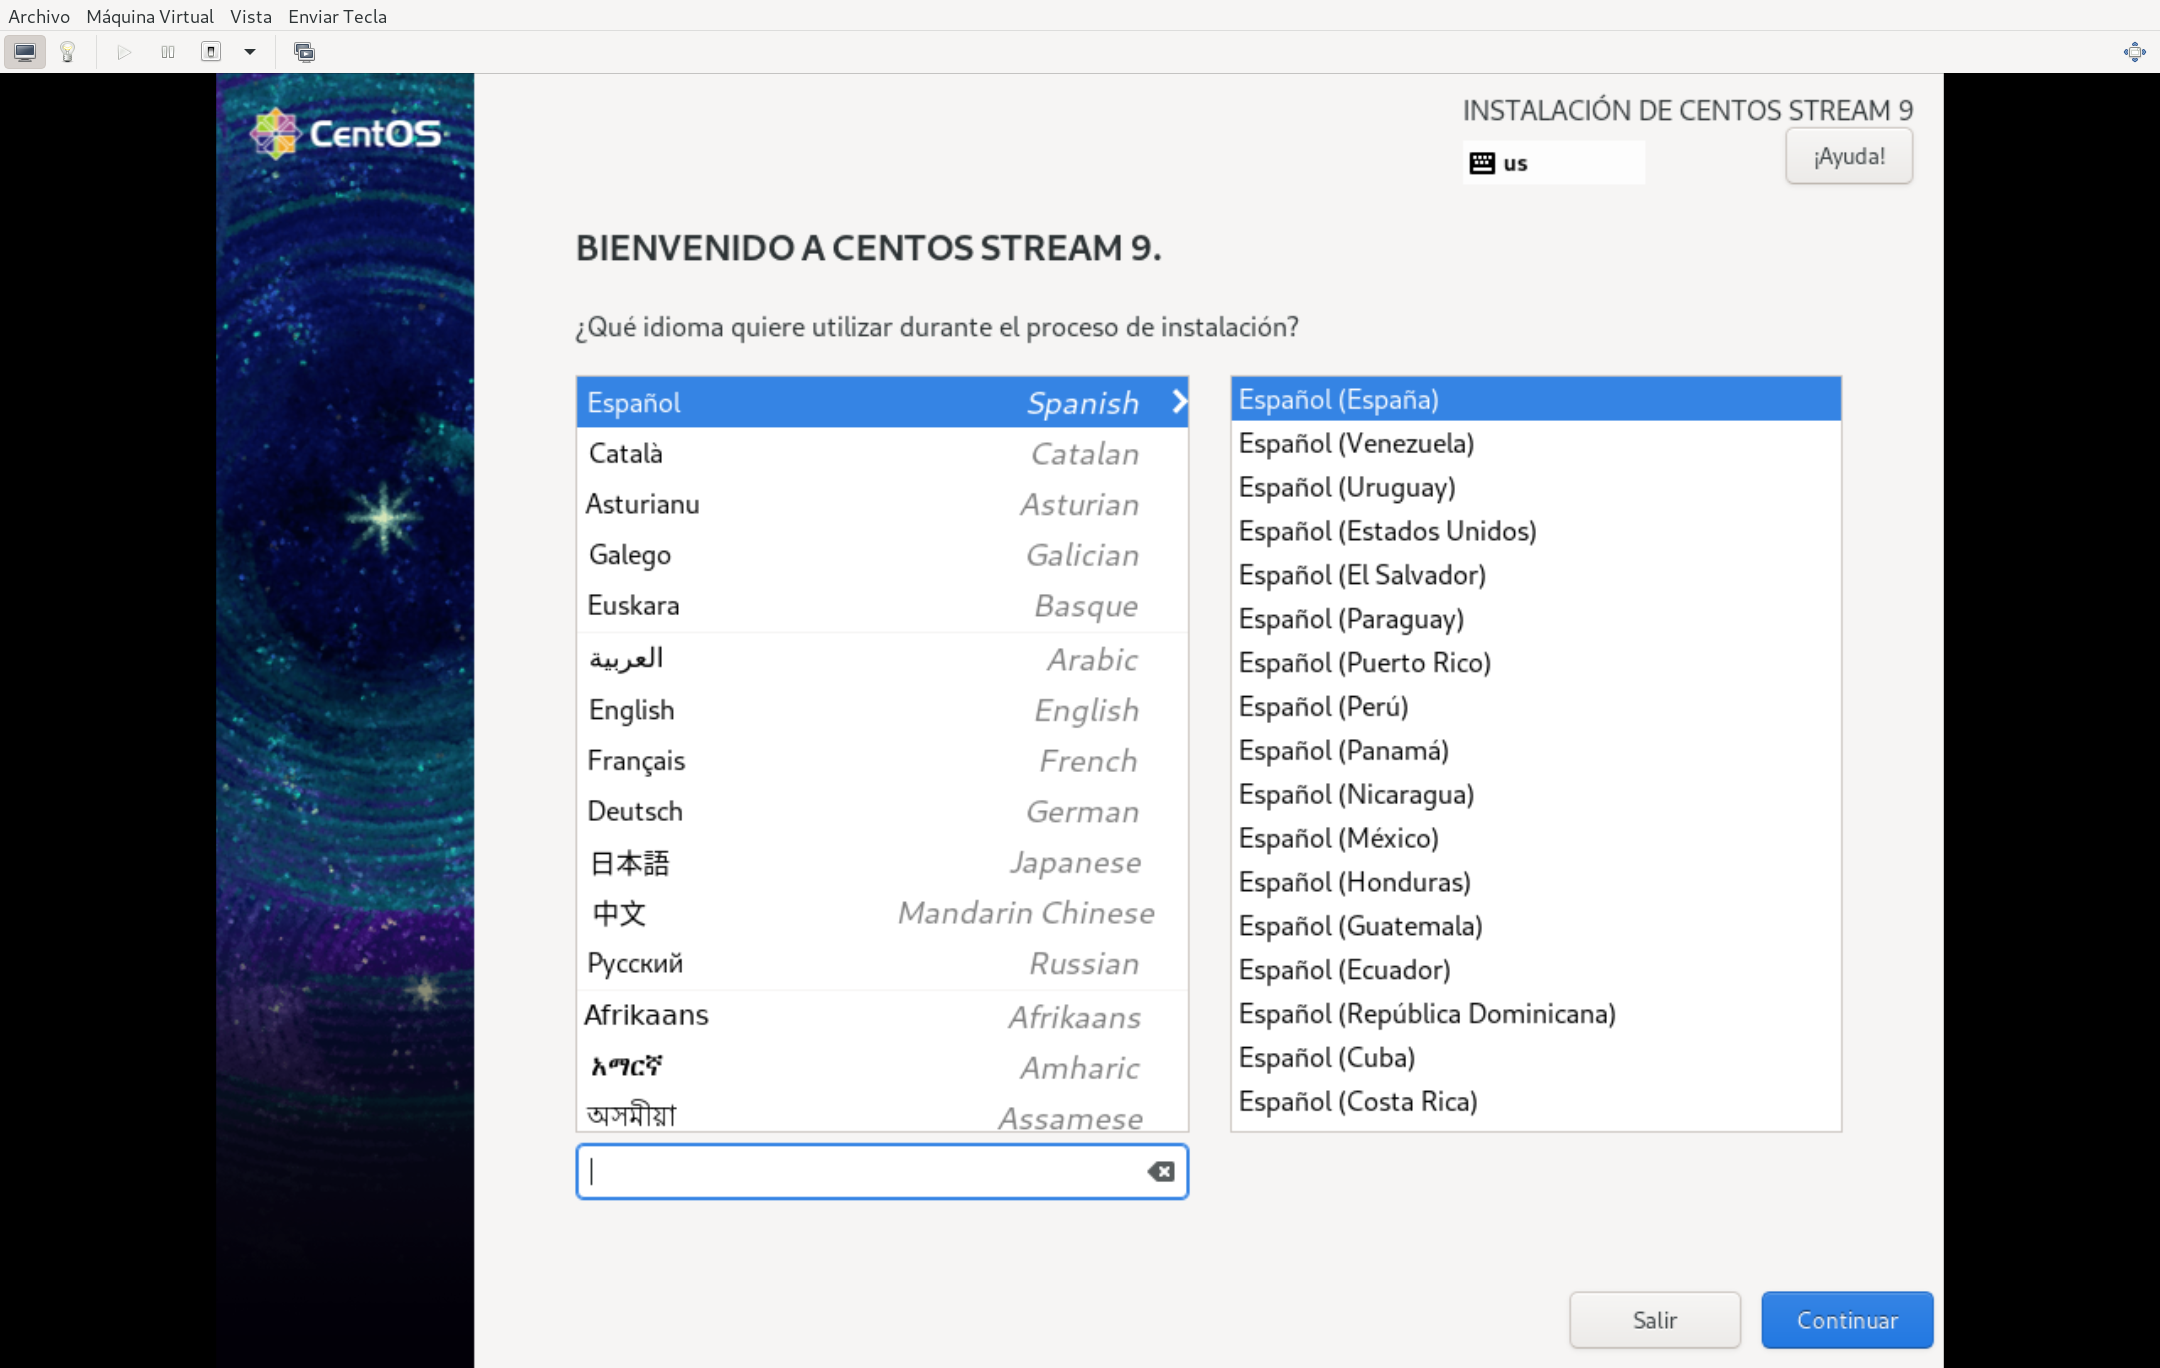 Archivo Máquina Virtual Vista Enviar Tecla
CentOS
INSTALACIÓN DE CENTOS STREAM 9
us
¡Ayuda!
BIENVENIDO A CENTOS STREAM 9.
¿Qué idioma quiere utilizar durante el proceso de instalación?
Español Spanish
Català Catalan
Asturianu Asturian
Galego Galician
Euskara Basque
العربية Arabic
English English
Français French
Deutsch German
日本語 Japanese
中文 Mandarin Chinese
Русский Russian
Afrikaans Afrikaans
አማርኛ Amharic
অসমীয়া Assamese
Español (España)
Español (Venezuela)
Español (Uruguay)
Español (Estados Unidos)
Español (El Salvador)
Español (Paraguay)
Español (Puerto Rico)
Español (Perú)
Español (Panamá)
Español (Nicaragua)
Español (México)
Español (Honduras)
Español (Guatemala)
Español (Ecuador)
Español (República Dominicana)
Español (Cuba)
Español (Costa Rica)
Salir
Continuar